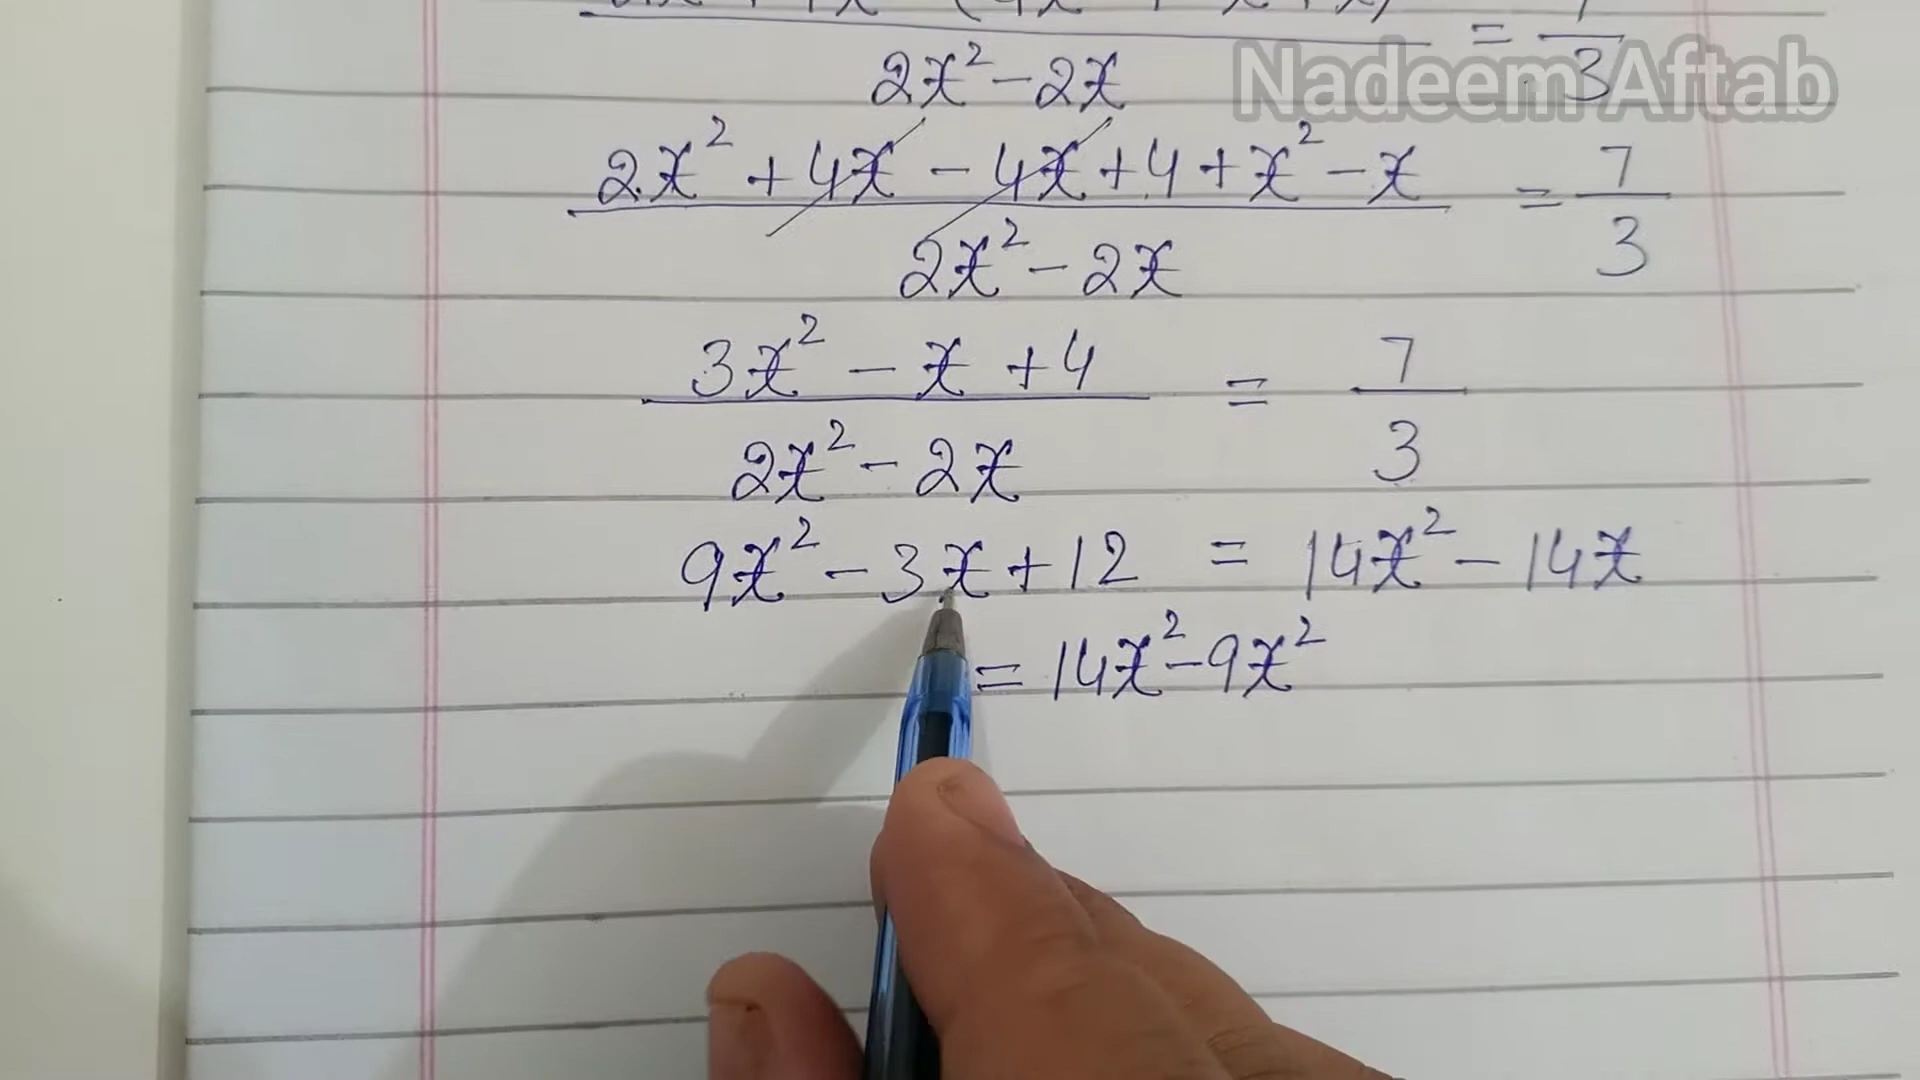 = 
2x² - 2x 3
Nadeem Aftab
2x² + 4x - 4x + 4 + x² - x = 7
2x² - 2x 3
3x² - x + 4 = 7
2x² - 2x 3
9x² - 3x + 12 = 14x² - 14x
= 14x² - 9x²